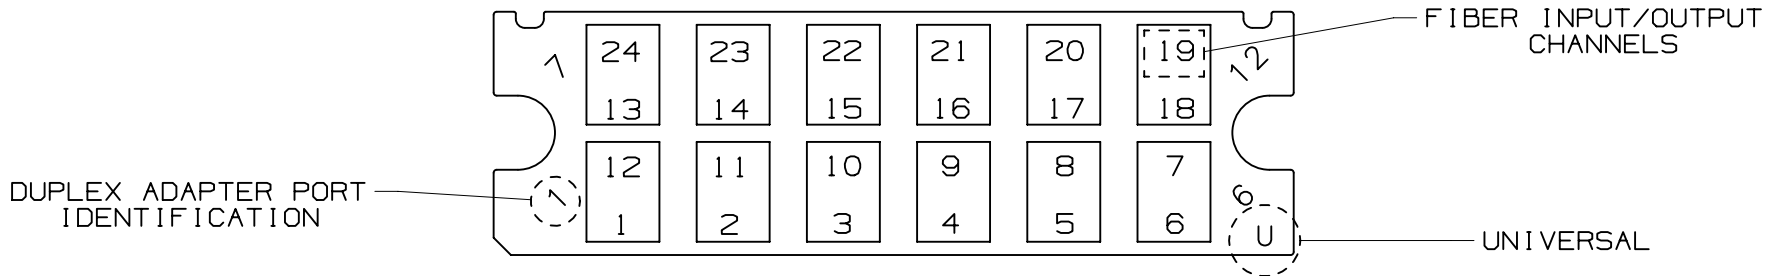 FIBER INPUT/OUTPUT
CHANNELS
7 24 23 22 21 20 19 12
13 14 15 16 17 18
DUPLEX ADAPTER PORT
IDENTIFICATION
1 12 11 10 9 8 7 6
1 2 3 4 5 6 U
UNIVERSAL